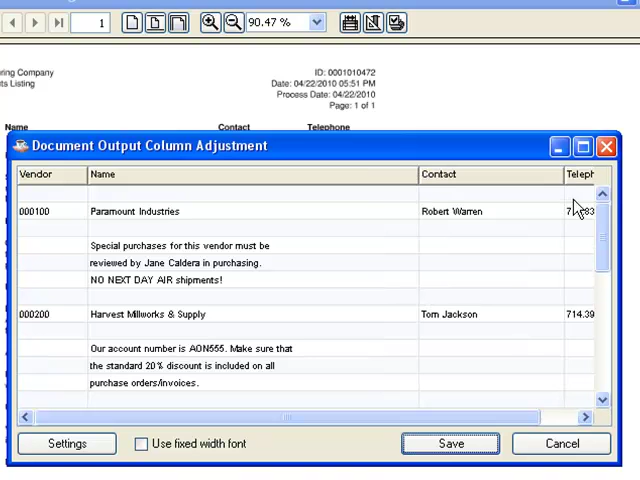 1
90.47 %
ring Company
ID: 0001010472
ts Listing
Date: 04/22/2010 05:51 PM
Process Date: 04/22/2010
Page: 1 of 1
Name Contact Telephone
Document Output Column Adjustment
Vendor Name Contact Teleph
000100 Paramount Industries Robert Warren
Special purchases for this vendor must be
reviewed by Jane Caldera in purchasing.
NO NEXT DAY AIR shipments!
000200 Harvest Millworks & Supply Tom Jackson 714.39
Our account number is AON555. Make sure that
the standard 20% discount is included on all
purchase orders/invoices.
Settings Use fixed width font Save Cancel